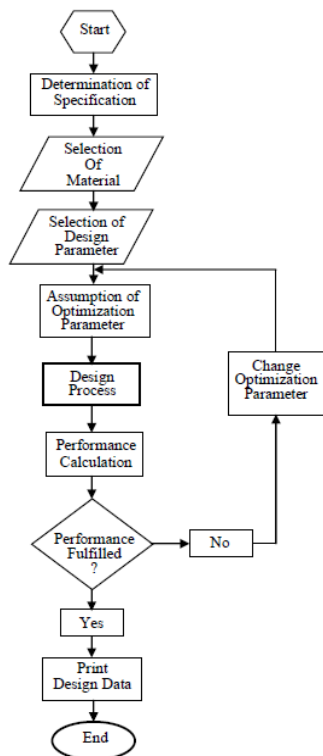 Start
Determination of
Specification
Selection
Of
Material
Selection of
Design
Parameter
Assumption of
Optimization
Parameter
Design
Process
Change
Optimization
Parameter
Performance
Calculation
Performance
Fulfilled
?
No
Yes
Print
Design Data
End